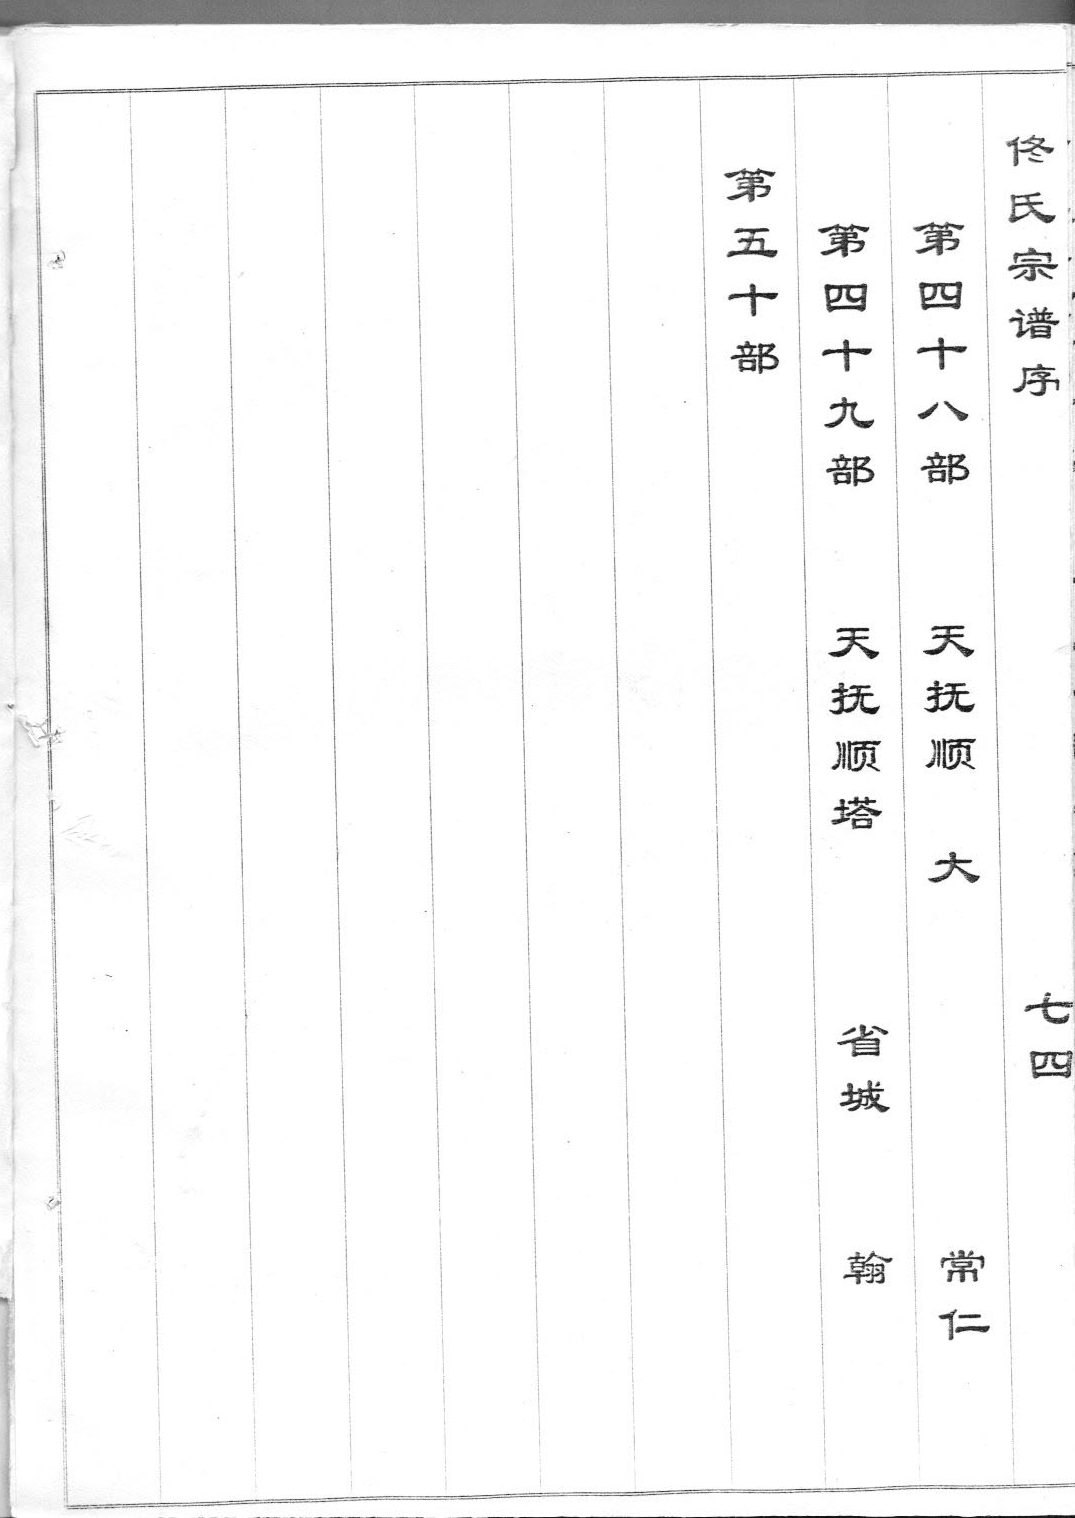 佟氏宗谱序 七四
第四十八部 天抚顺 大 常仁
第四十九部 天抚顺塔 省城 翰
第五十部